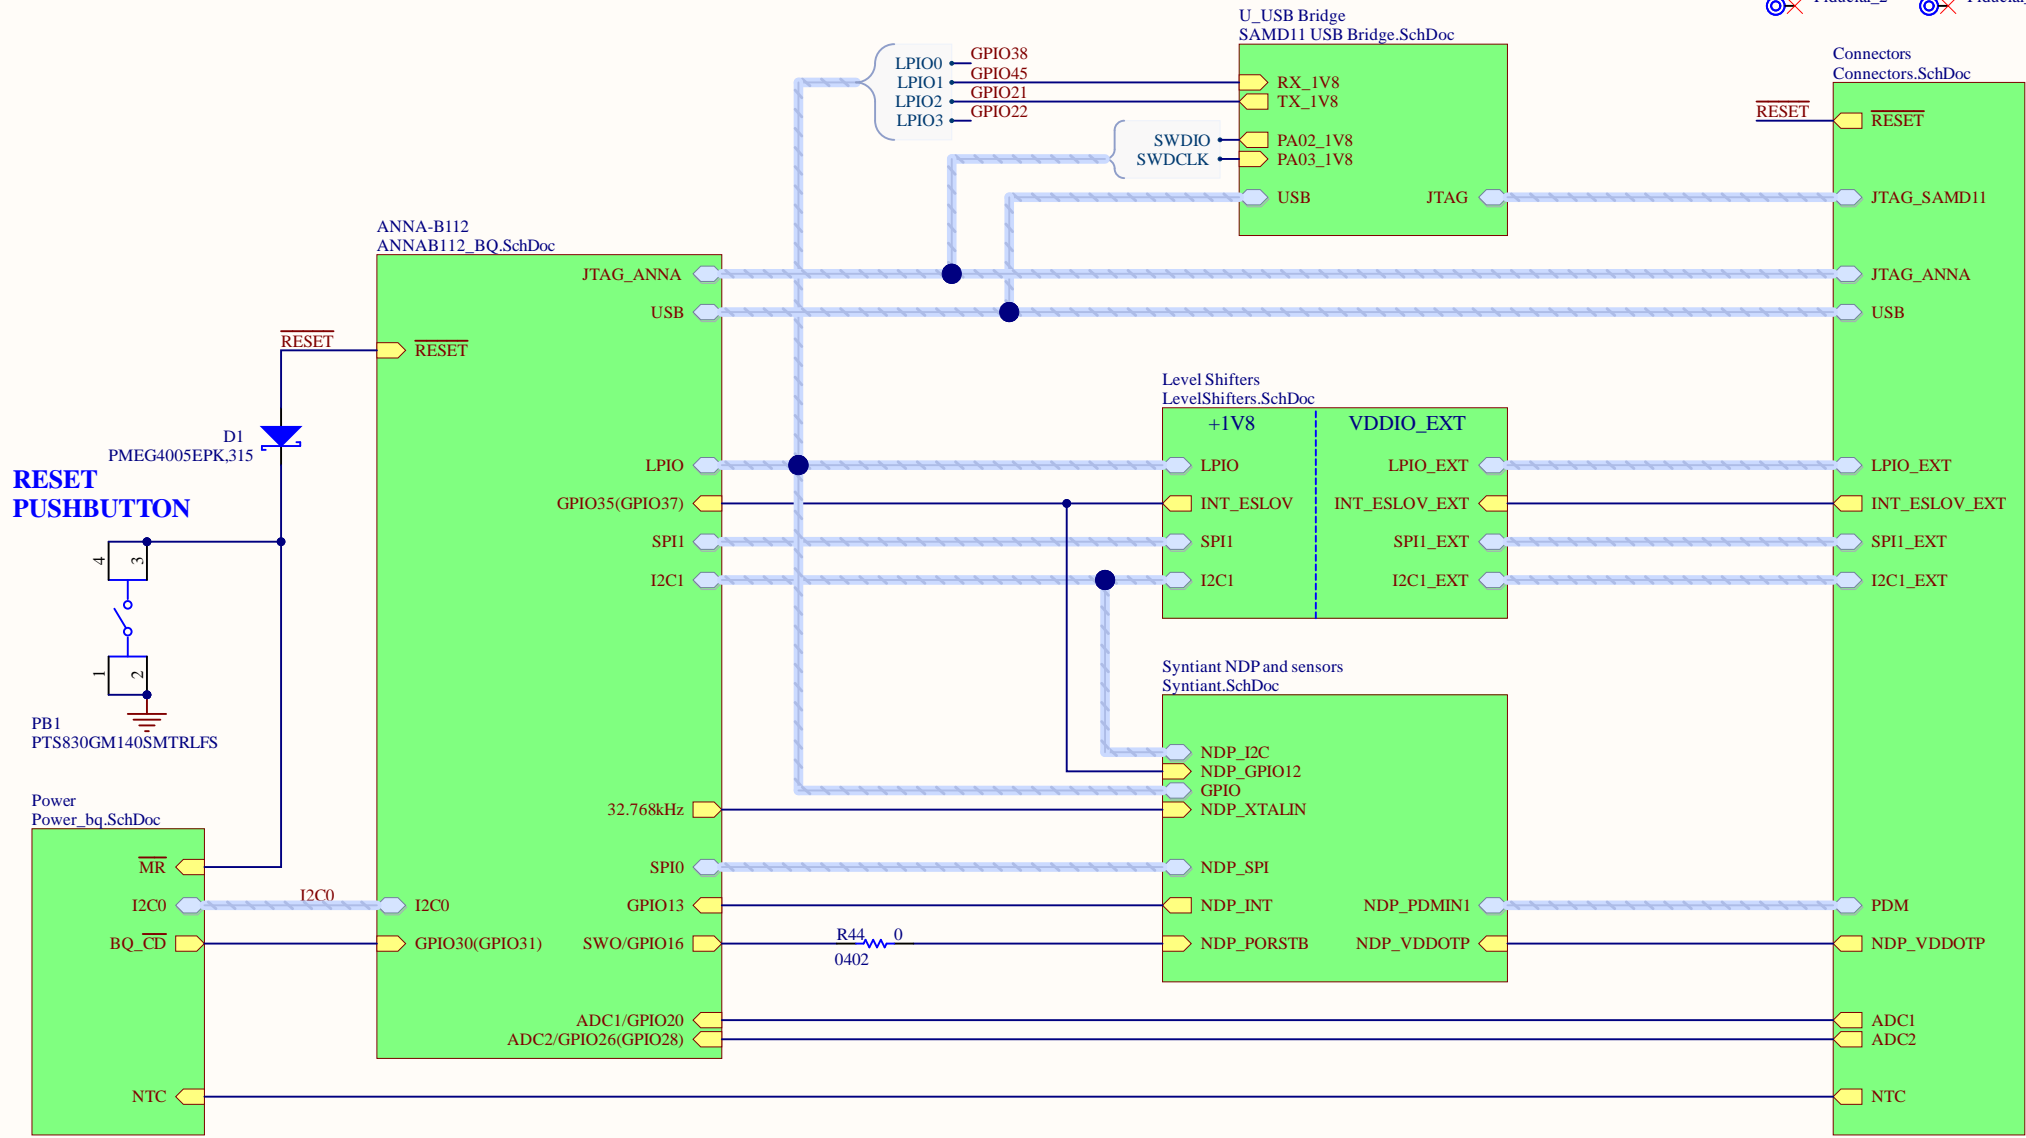 U_USB Bridge
SAMD11 USB Bridge.SchDoc
Connectors
Connectors.SchDoc
LPIO0
GPIO38
LPIO1
GPIO45
RX_1V8
LPIO2
GPIO21
TX_1V8
LPIO3
GPIO22
RESET
RESET
SWDIO
PA02_1V8
SWDCLK
PA03_1V8
USB
JTAG
JTAG_SAMD11
ANNA-B112
ANNAB112_BQ.SchDoc
JTAG_ANNA
JTAG_ANNA
USB
USB
RESET
RESET
Level Shifters
LevelShifters.SchDoc
+1V8
VDDIO_EXT
D1
PMEG4005EPK,315
RESET
PUSHBUTTON
LPIO
LPIO
LPIO_EXT
LPIO_EXT
GPIO35(GPIO37)
INT_ESLOV
INT_ESLOV_EXT
INT_ESLOV_EXT
SPI1
SPI1
SPI1_EXT
SPI1_EXT
I2C1
I2C1
I2C1_EXT
I2C1_EXT
4
3
1
2
PB1
PTS830GM140SMTRLFS
Syntiant NDP and sensors
Syntiant.SchDoc
NDP_I2C
NDP_GPIO12
GPIO
32.768kHz
NDP_XTALIN
Power
Power_bq.SchDoc
MR
SPI0
NDP_SPI
I2C0
I2C0
I2C0
GPIO13
NDP_INT
NDP_PDMIN1
PDM
BQ_CD
GPIO30(GPIO31)
SWO/GPIO16
R44
0
0402
NDP_PORSTB
NDP_VDDOTP
NDP_VDDOTP
ADC1/GPIO20
ADC1
ADC2/GPIO26(GPIO28)
ADC2
NTC
NTC